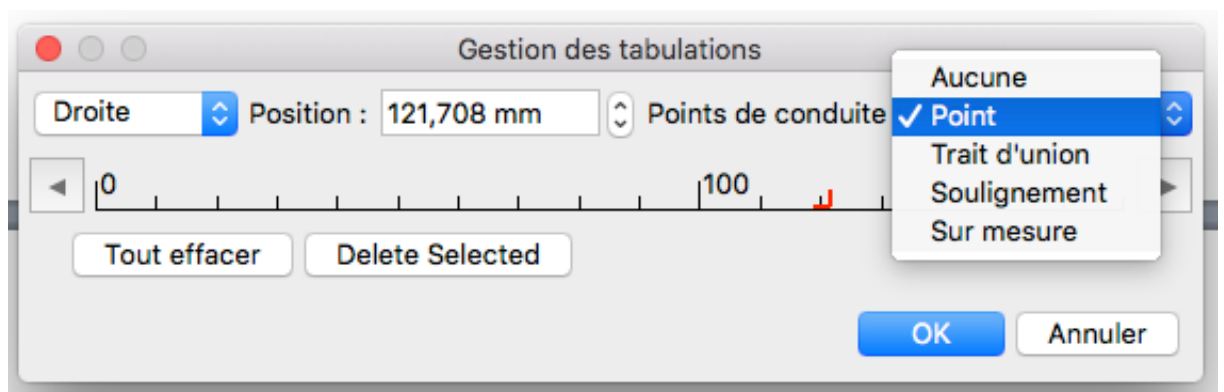 Gestion des tabulations
Droite Position : 121,708 mm Points de conduite
Aucune
✓ Point
Trait d'union
Soulignement
Sur mesure
0 100
Tout effacer Delete Selected
OK Annuler